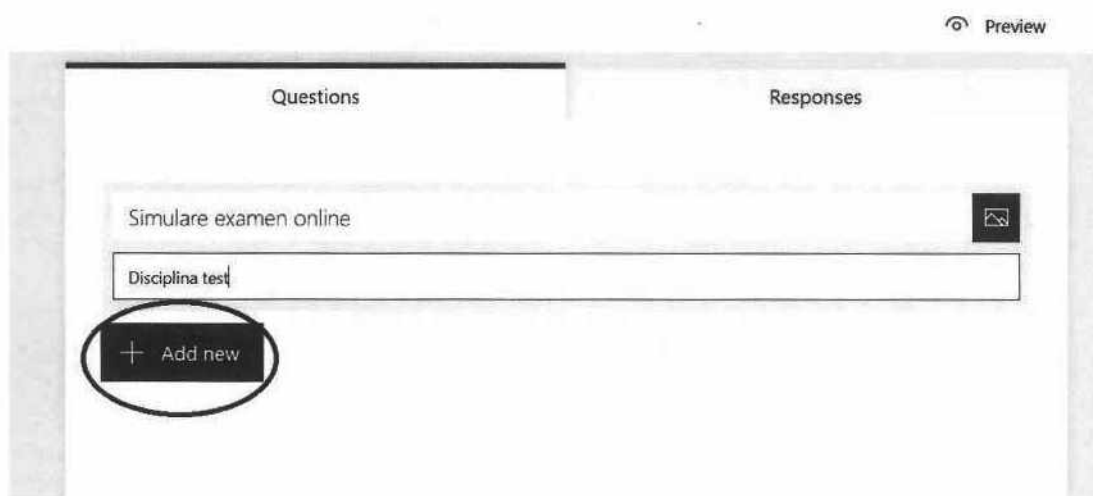 Preview
Questions Responses
Simulare examen online
Disciplina test
+ Add new